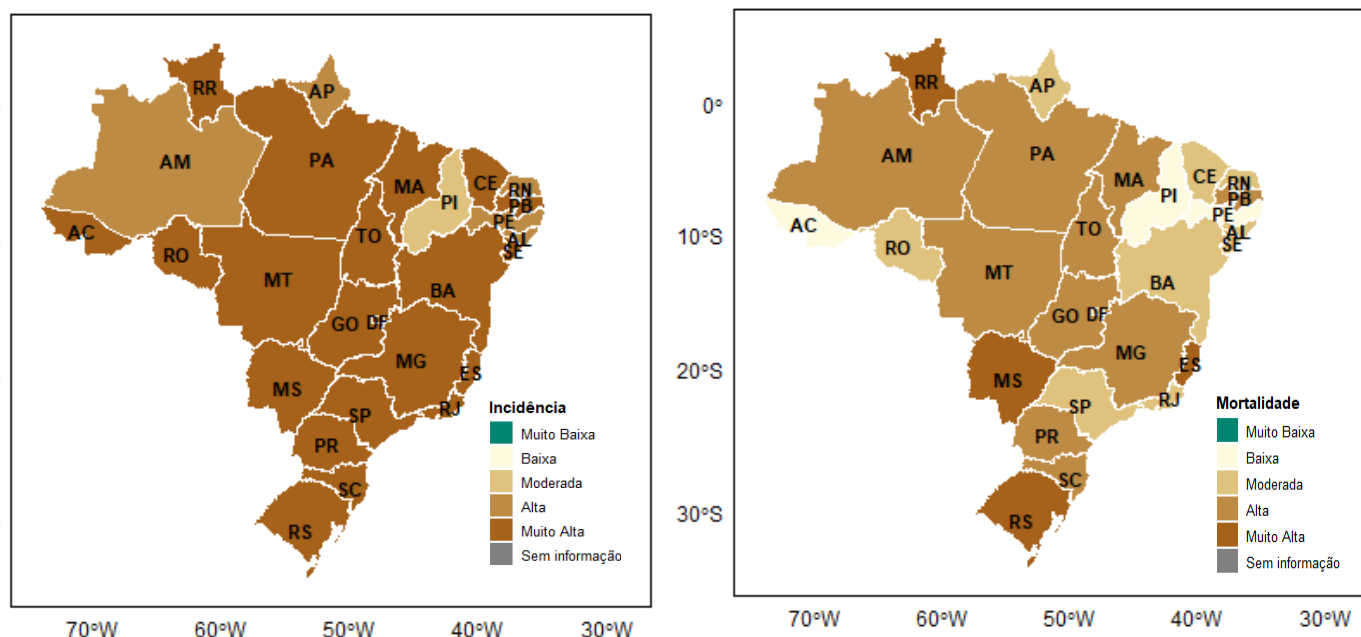 RR
AP
AM
PA
MA
CE
RN
PB
PI
PE
AL
SE
AC
RO
TO
MT
BA
GO
DF
MG
ES
MS
SP
RJ
PR
SC
RS
Incidência
Muito Baixa
Baixa
Moderada
Alta
Muito Alta
Sem informação
70°W 60°W 50°W 40°W 30°W
0°
10°S
20°S
30°S
RR
AP
AM
PA
MA
CE
RN
PB
PI
PE
AL
SE
AC
RO
TO
MT
BA
GO
DF
MG
ES
MS
SP
RJ
PR
SC
RS
Mortalidade
Muito Baixa
Baixa
Moderada
Alta
Muito Alta
Sem informação
70°W 60°W 50°W 40°W 30°W